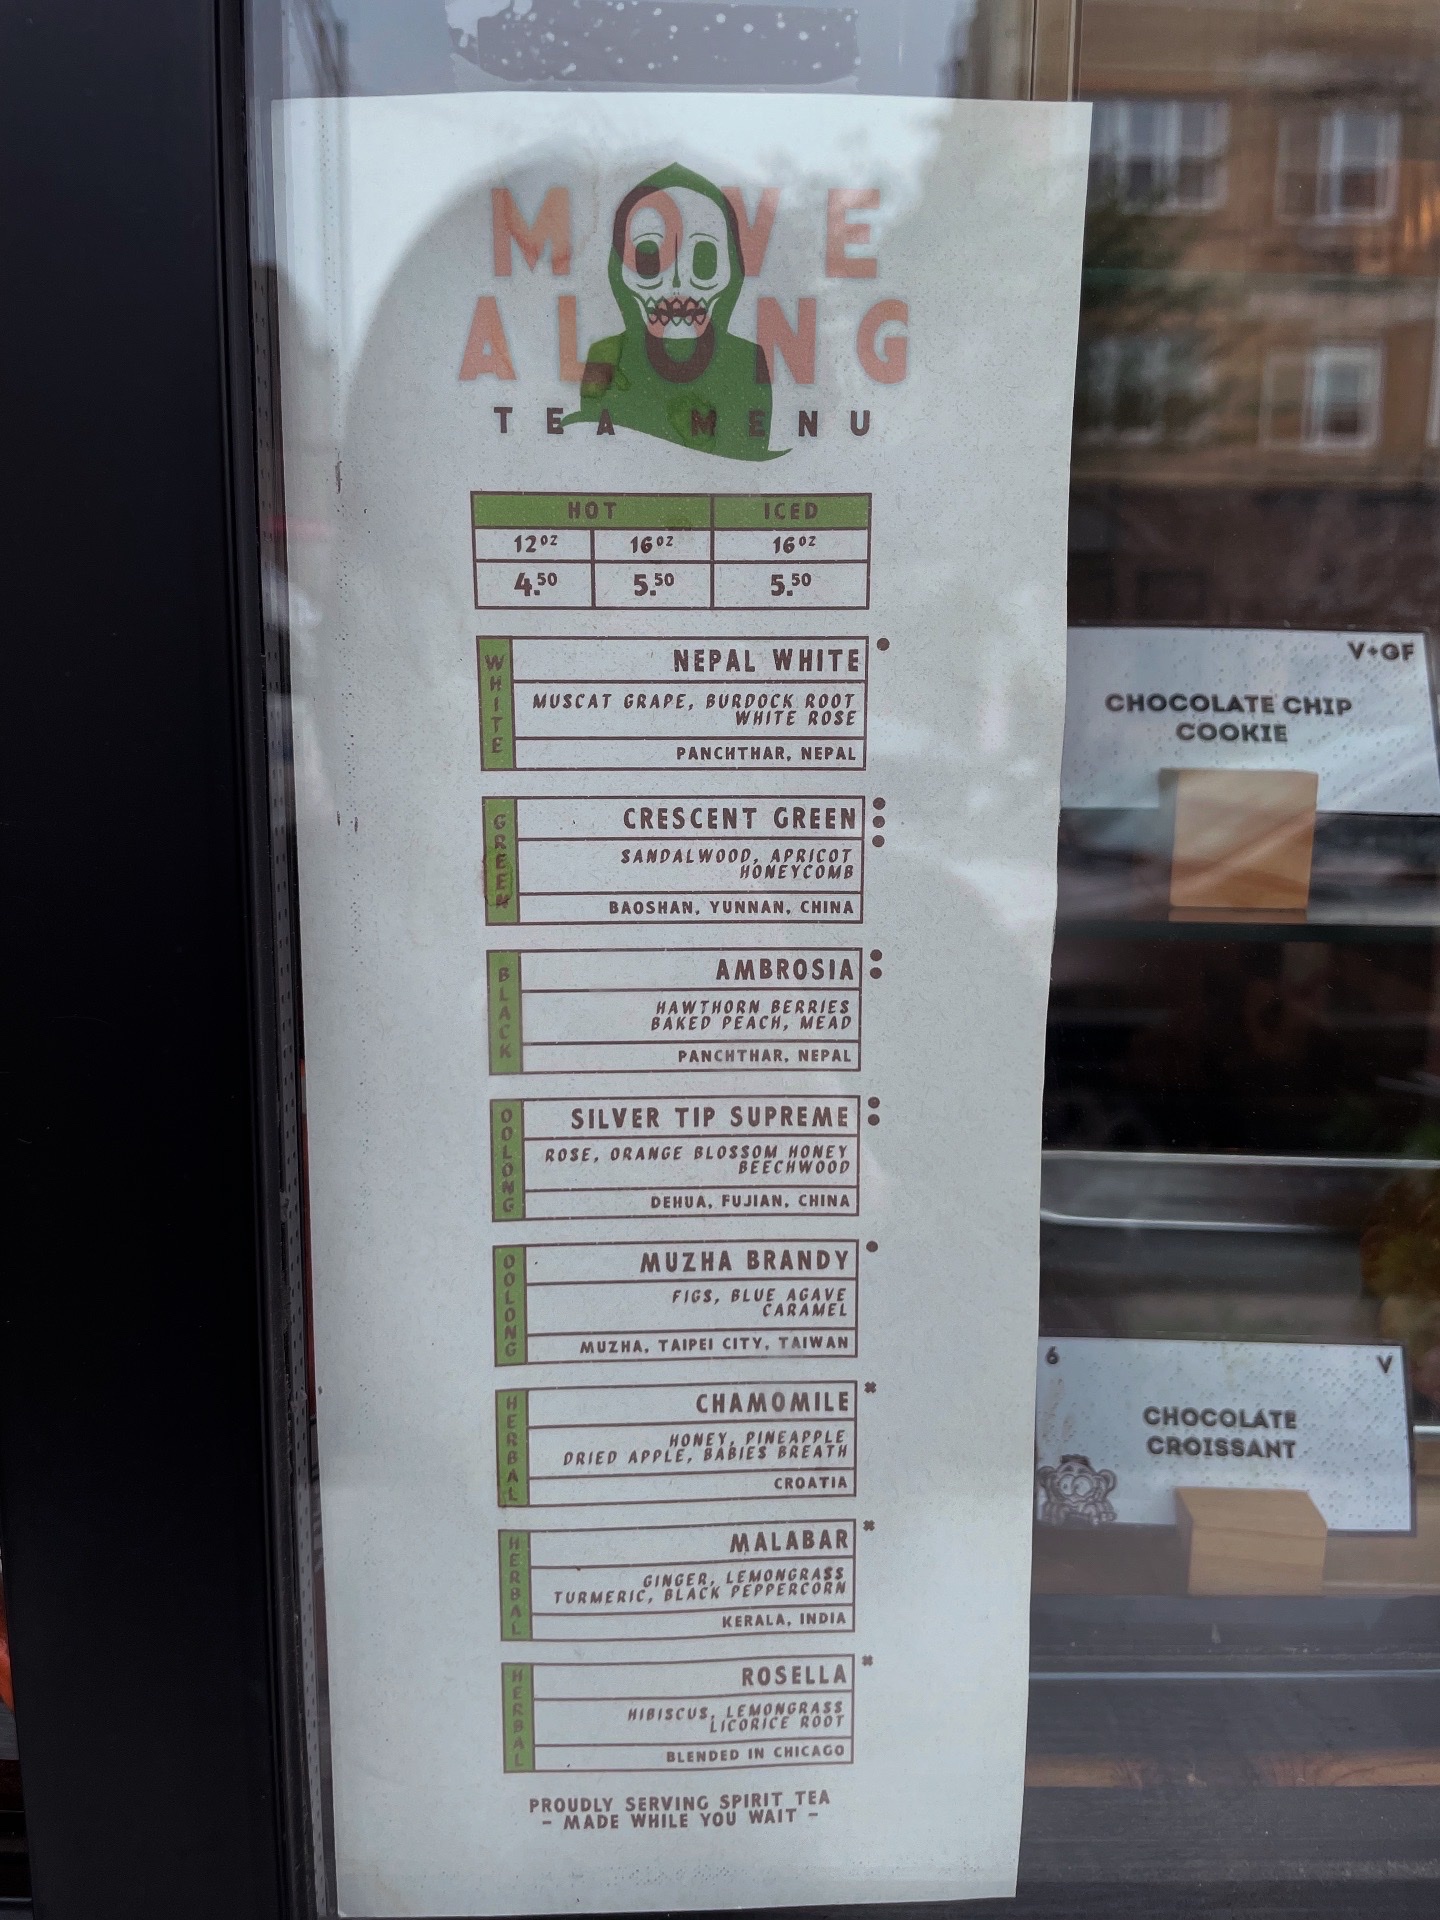 MOVE
ALONG
TEA MENU
HOT ICED
12OZ 16OZ 16OZ
4.50 5.50 5.50
WHITE
NEPAL WHITE
MUSCAT GRAPE, BURDOCK ROOT
WHITE ROSE
PANCHTHAR, NEPAL
GREEN
CRESCENT GREEN
SANDALWOOD, APRICOT
HONEYCOMB
BAOSHAN, YUNNAN, CHINA
BLACK
AMBROSIA
HAWTHORN BERRIES
BAKED PEACH, MEAD
PANCHTHAR, NEPAL
OOLONG
SILVER TIP SUPREME
ROSE, ORANGE BLOSSOM HONEY
BEECHWOOD
DEHUA, FUJIAN, CHINA
OOLONG
MUZHA BRANDY
FIGS, BLUE AGAVE
CARAMEL
MUZHA, TAIPEI CITY, TAIWAN
HERBAL
CHAMOMILE
HONEY, PINEAPPLE
DRIED APPLE, BABIES BREATH
CROATIA
HERBAL
MALABAR
GINGER, LEMONGRASS
TURMERIC, BLACK PEPPERCORN
KERALA, INDIA
HERBAL
ROSELLA
HIBISCUS, LEMONGRASS
LICORICE ROOT
BLENDED IN CHICAGO
PROUDLY SERVING SPIRIT TEA
- MADE WHILE YOU WAIT -
V+GF
CHOCOLATE CHIP
COOKIE
6 V
CHOCOLATE
CROISSANT